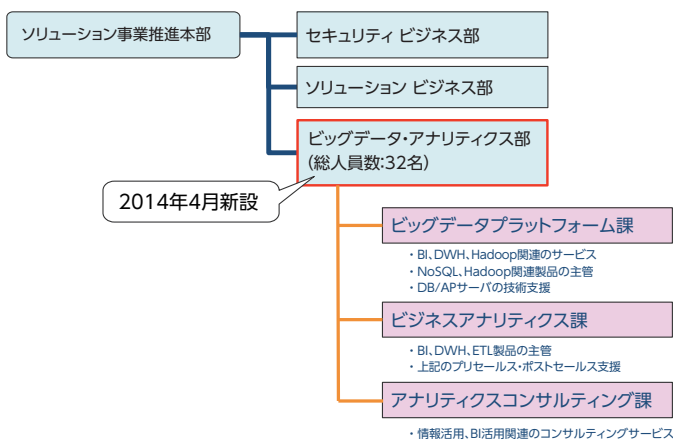 ソリューション事業推進本部
セキュリティ ビジネス部
ソリューション ビジネス部
ビッグデータ・アナリティクス部
(総人員数:32名)
2014年4月新設
ビッグデータプラットフォーム課
・BI、DWH、Hadoop関連のサービス
・NoSQL、Hadoop関連製品の主管
・DB/APサーバの技術支援
ビジネスアナリティクス課
・BI、DWH、ETL製品の主管
・上記のプリセールス・ポストセールス支援
アナリティクスコンサルティング課
・情報活用、BI活用関連のコンサルティングサービス